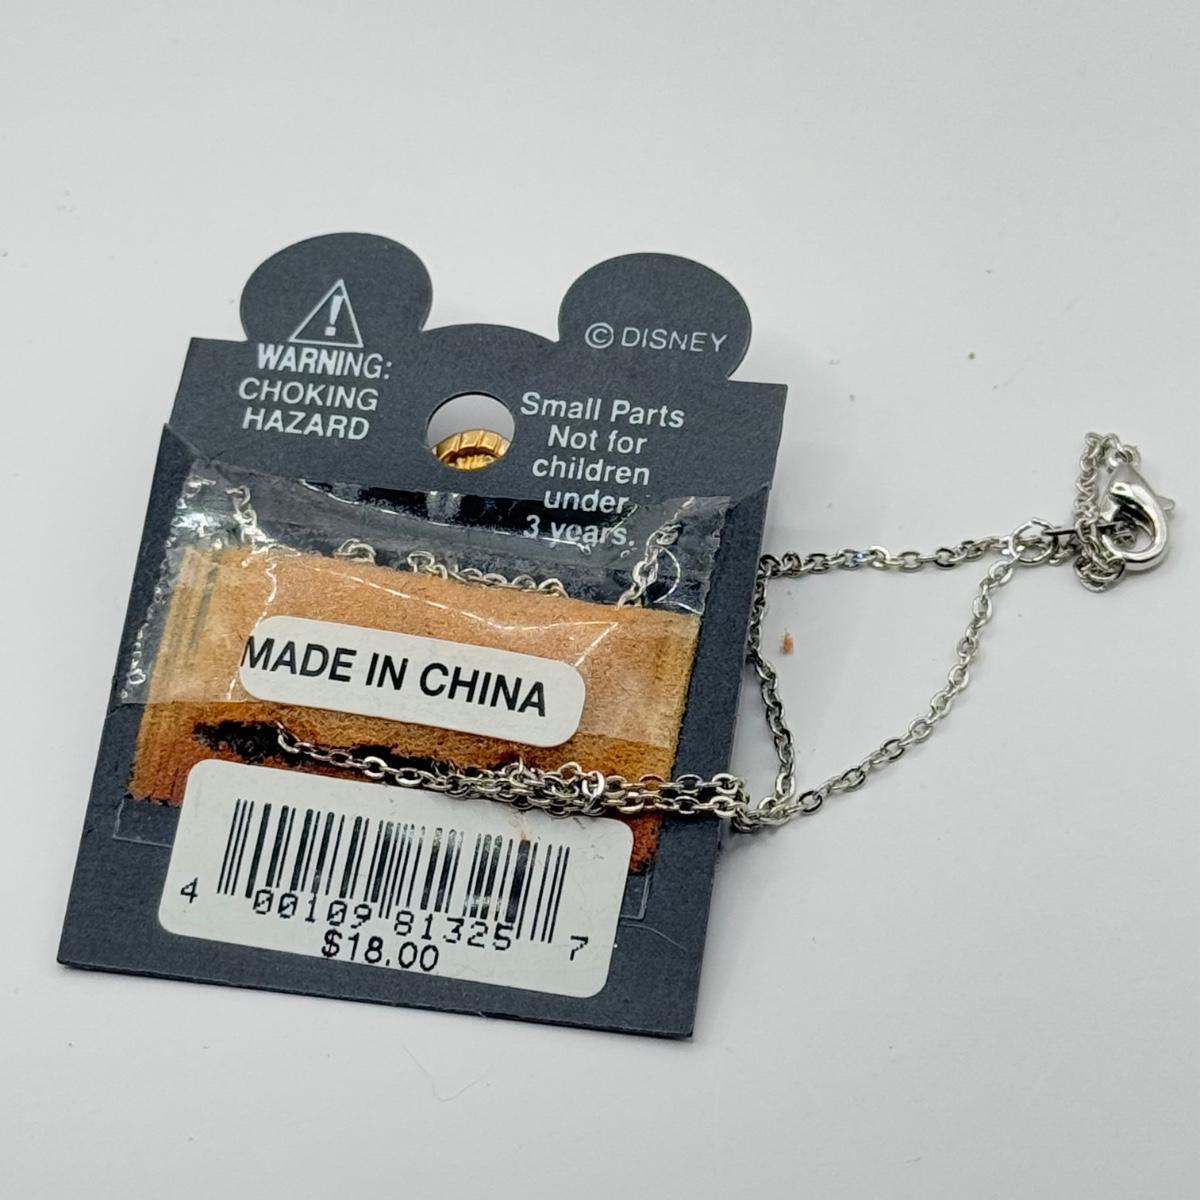 WARNING:
CHOKING
HAZARD
© DISNEY
Small Parts
Not for
children
under
3 years.
MADE IN CHINA
4 00109 81325 7
$18.00